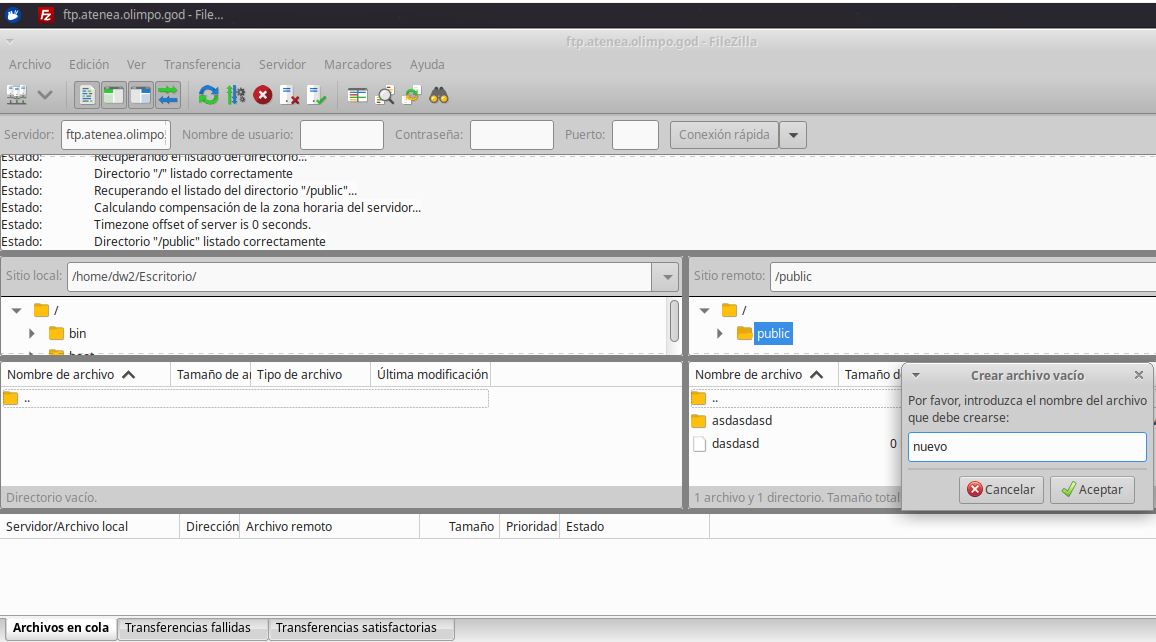 ftp.atenea.olimpo.god - File...
ftp.atenea.olimpo.god - FileZilla
Archivo Edición Ver Transferencia Servidor Marcadores Ayuda
Servidor: ftp.atenea.olimpo. Nombre de usuario: Contraseña: Puerto: Conexión rápida
Estado: Recuperando el listado del directorio...
Estado: Directorio "/" listado correctamente
Estado: Recuperando el listado del directorio "/public"...
Estado: Calculando compensación de la zona horaria del servidor...
Estado: Timezone offset of server is 0 seconds.
Estado: Directorio "/public" listado correctamente
Sitio local: /home/dw2/Escritorio/
/
bin
boot
Nombre de archivo Tamaño de ar Tipo de archivo Última modificación
..
Directorio vacío.
Sitio remoto: /public
/
public
Nombre de archivo Tamaño d
..
asdasdasd
dasdasd 0
1 archivo y 1 directorio. Tamaño total
Crear archivo vacío
Por favor, introduzca el nombre del archivo
que debe crearse:
nuevo
Cancelar Aceptar
Servidor/Archivo local Dirección Archivo remoto Tamaño Prioridad Estado
Archivos en cola Transferencias fallidas Transferencias satisfactorias